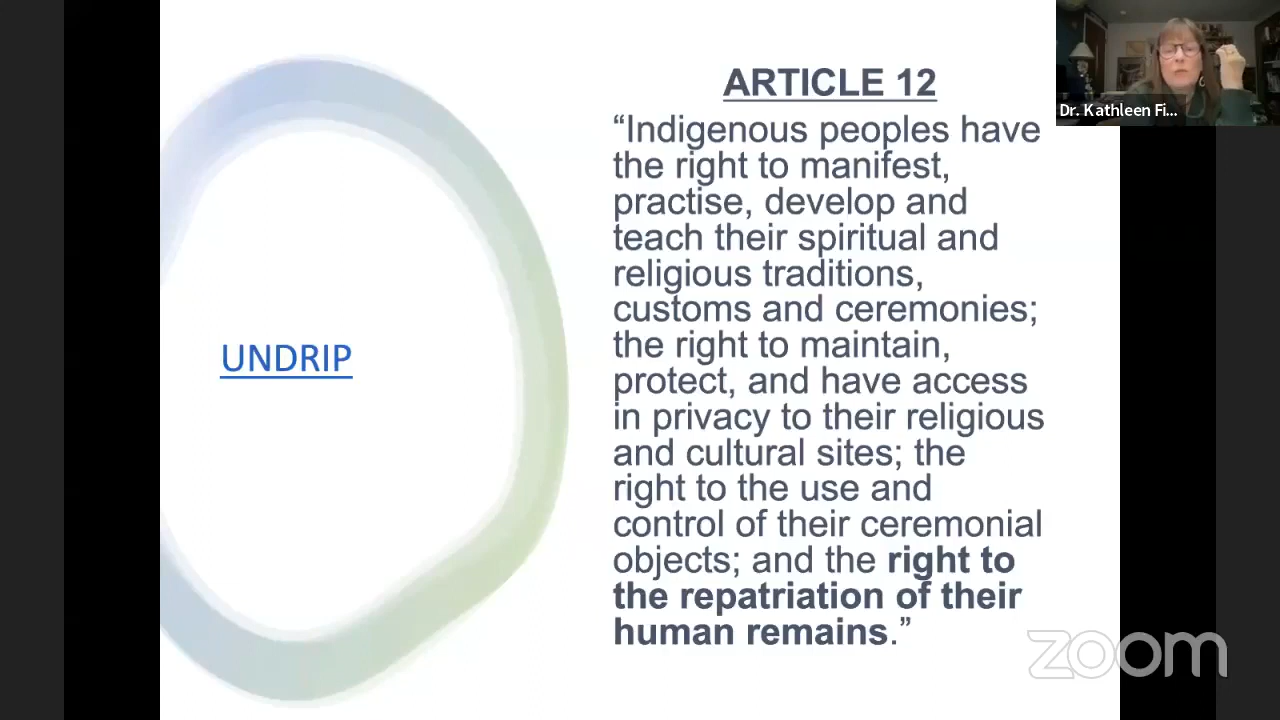 UNDRIP
ARTICLE 12
“Indigenous peoples have
the right to manifest,
practise, develop and
teach their spiritual and
religious traditions,
customs and ceremonies;
the right to maintain,
protect, and have access
in privacy to their religious
and cultural sites; the
right to the use and
control of their ceremonial
objects; and the right to
the repatriation of their
human remains.”
Dr. Kathleen Fi...
zoom